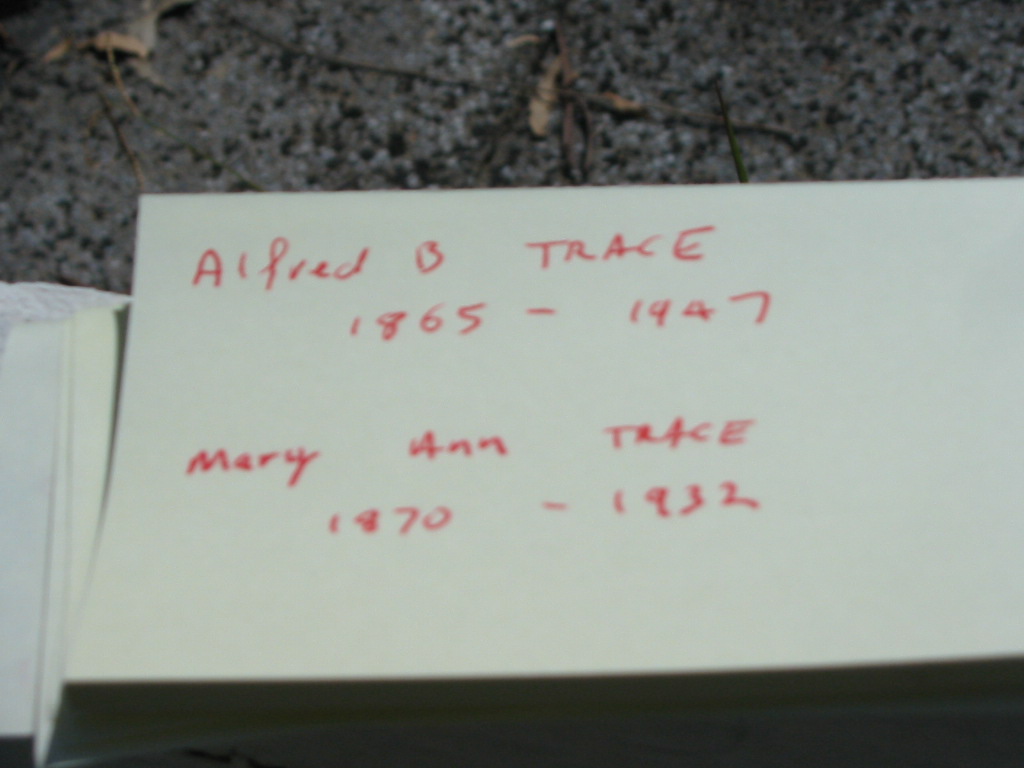 Alfred B TRACE
1865 - 1947
Mary Ann TRACE
1870 - 1932